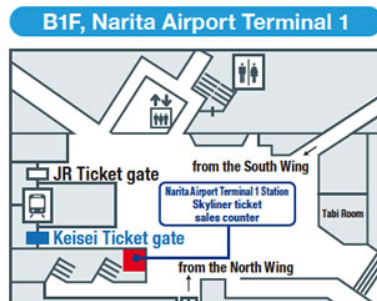 B1F, Narita Airport Terminal 1
from the South Wing
JR Ticket gate
Narita Airport Terminal 1 Station
Skyliner ticket
sales counter
Tabi Room
Keisei Ticket gate
from the North Wing